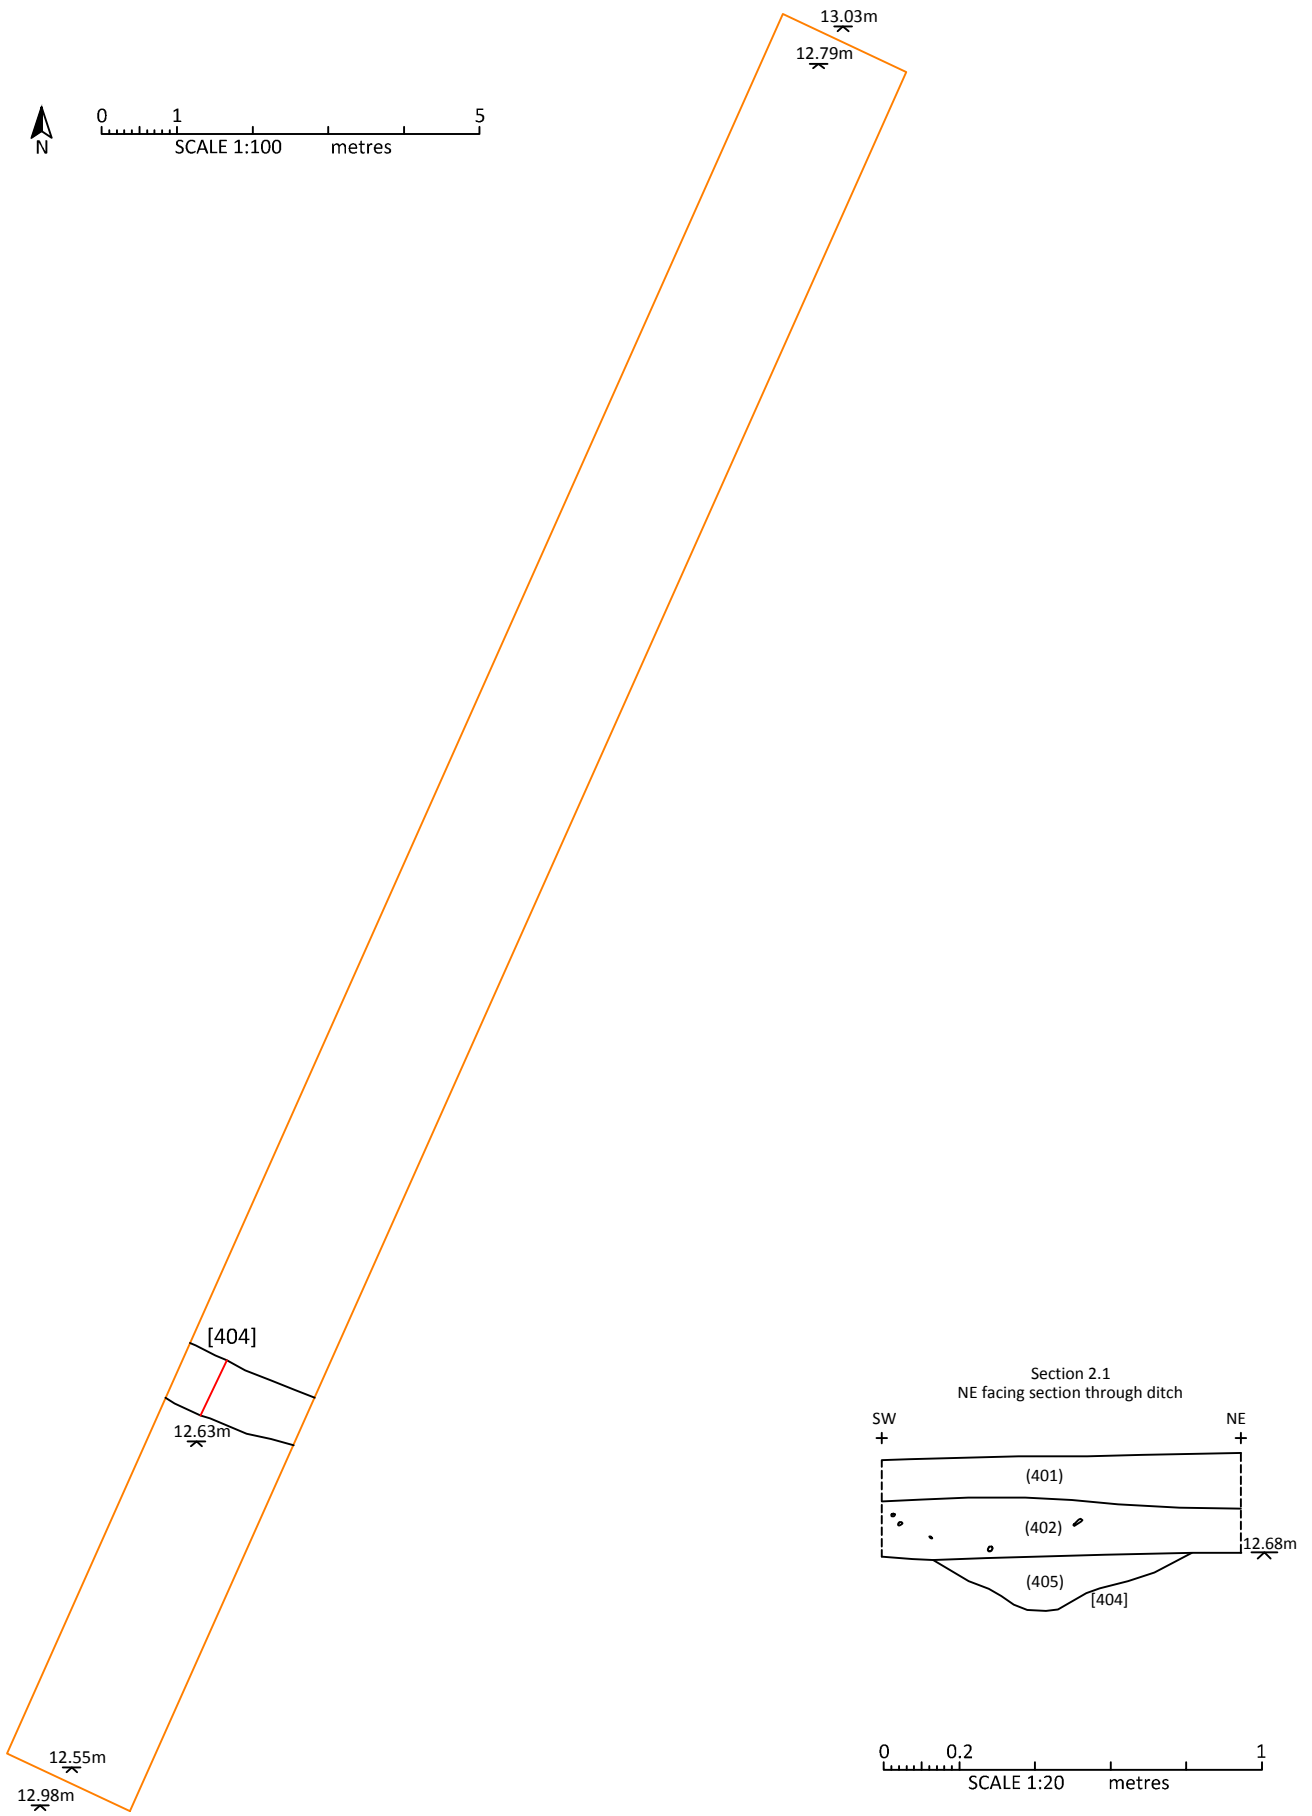 13.03m
12.79m
0 1 5
SCALE 1:100 metres
N
[404]
12.63m
Section 2.1
NE facing section through ditch
SW NE
(401)
(402)
12.68m
(405)
[404]
0 0.2 1
SCALE 1:20 metres
12.55m
12.98m